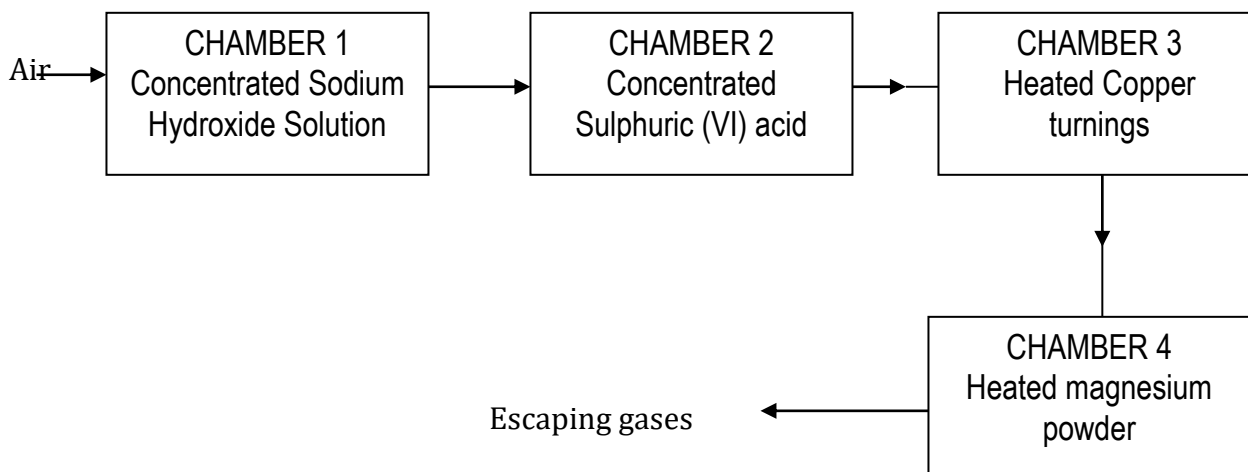 Air
CHAMBER 1
Concentrated Sodium
Hydroxide Solution
CHAMBER 2
Concentrated
Sulphuric (VI) acid
CHAMBER 3
Heated Copper
turnings
CHAMBER 4
Heated magnesium
powder
Escaping gases